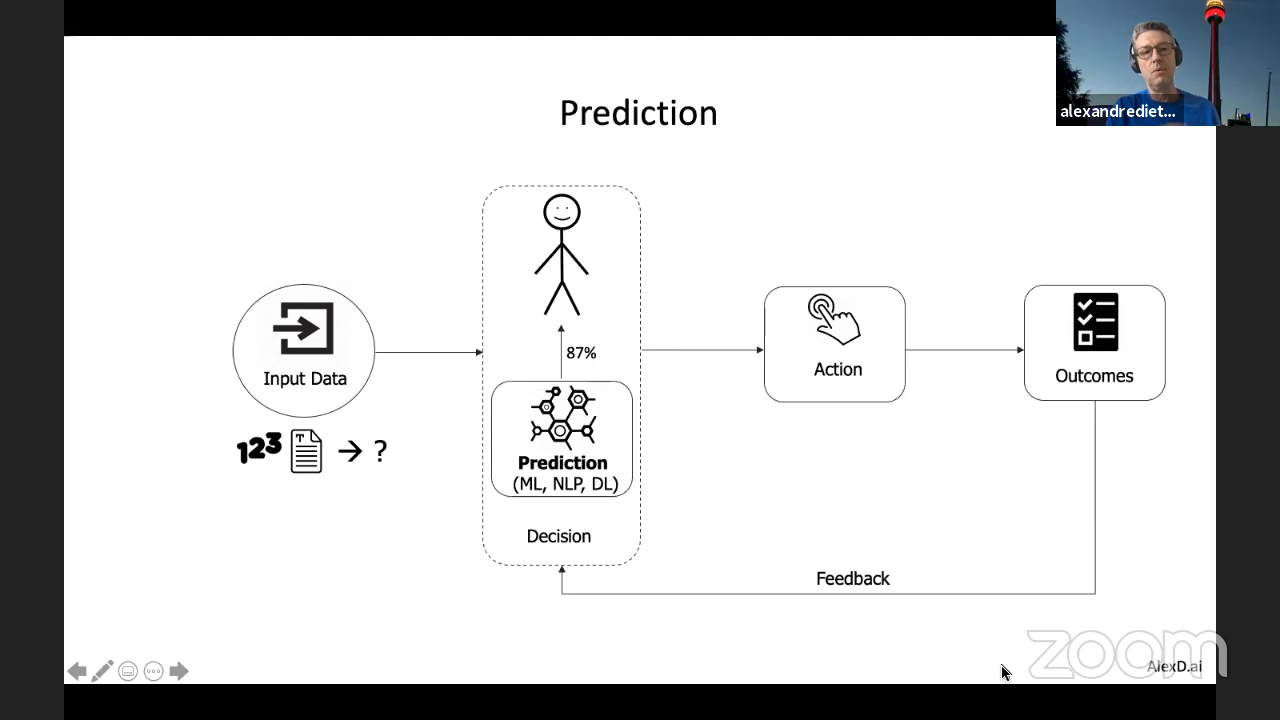 alexandrediet...
Prediction
87%
Input Data
123 T → ?
Prediction
(ML, NLP, DL)
Decision
Action
Outcomes
Feedback
zoom
AlexD.ai